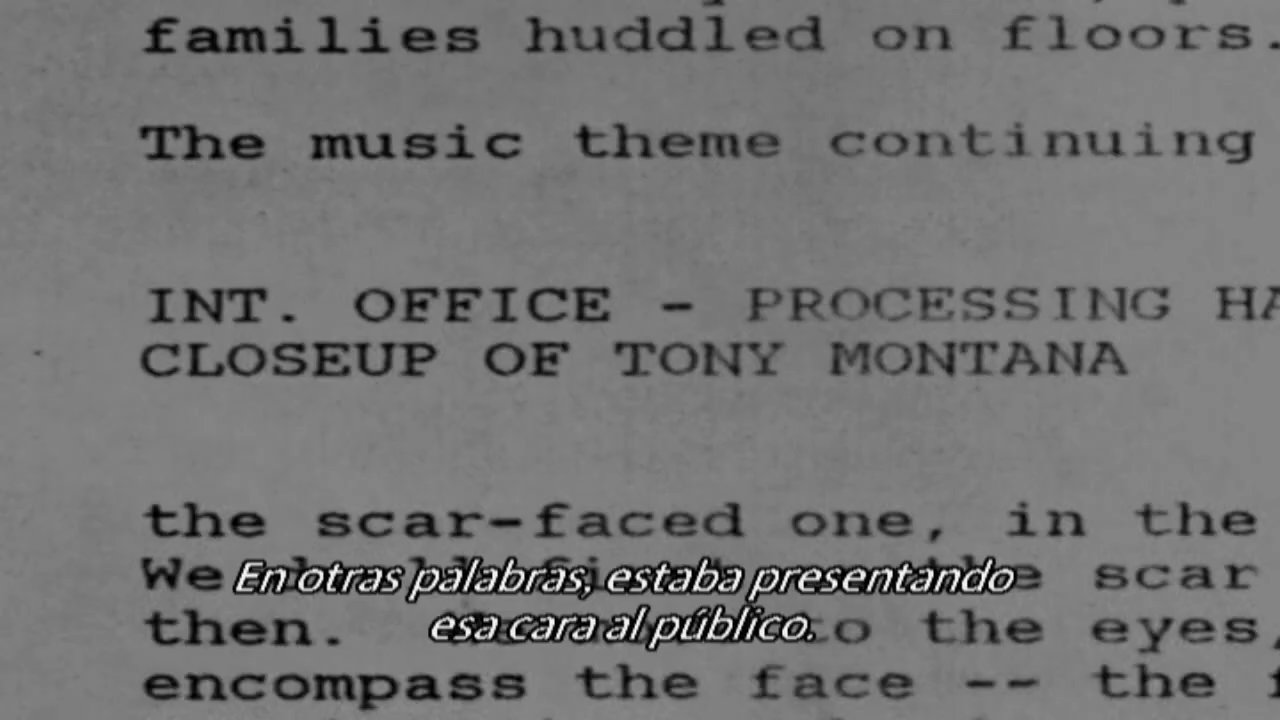 families huddled on floors.
The music theme continuing
INT. OFFICE - PROCESSING HA
CLOSEUP OF TONY MONTANA
the scar-faced one, in the
We scar
En otras palabras, estaba presentando
then. to the eyes,
esa cara al público.
encompass the face -- the